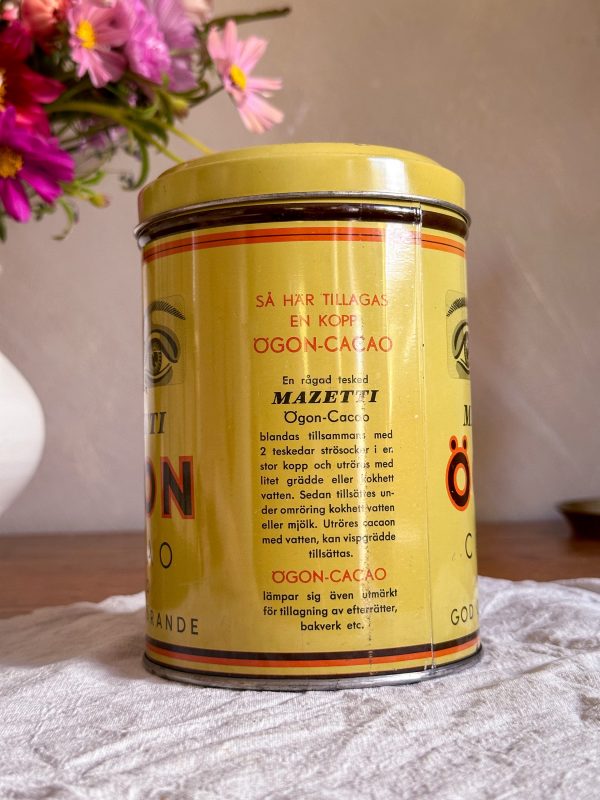 SÅ HÄR TILLAGAS
EN KOPP
ÖGON-CACAO
En rågad tesked
MAZETTI
Ögon-Cacao
blandas tillsammans med
2 teskedar strösocker i en
stor kopp och utröres med
litet grädde eller kokhett
vatten. Sedan tillsättes un-
der omröring kokhett vatten
eller mjölk. Utröres cacaon
med vatten, kan vispgrädde
tillsättas.
ÖGON-CACAO
lämpar sig även utmärkt
för tillagning av efterrätter,
bakverk etc.
TTI
ON
AO
RANDE
M
Ö
C
GOD